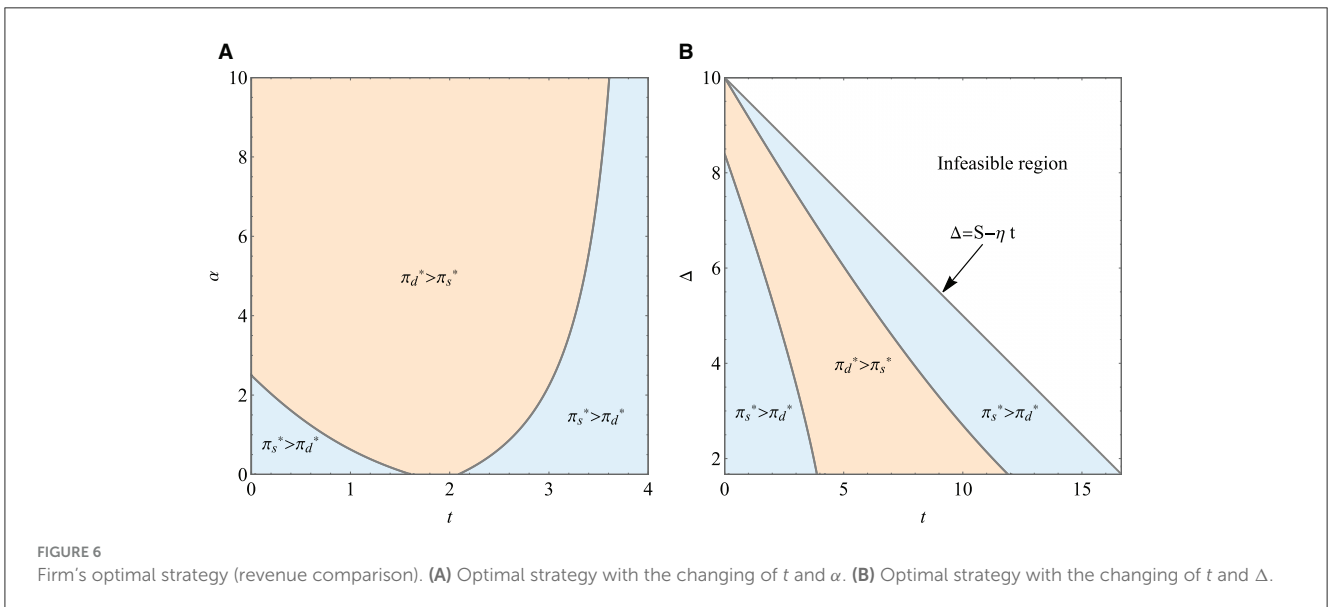 A
10
8
6
4
2
0
α
π_d*>π_s*
π_s*>π_d*
π_s*>π_d*
0 1 2 3 4
t
B
10
8
6
4
2
Δ
Infeasible region
Δ=S−η t
π_d*>π_s*
π_s*>π_d*
π_s*>π_d*
0 5 10 15
t
FIGURE 6
Firm's optimal strategy (revenue comparison). (A) Optimal strategy with the changing of t and α. (B) Optimal strategy with the changing of t and Δ.